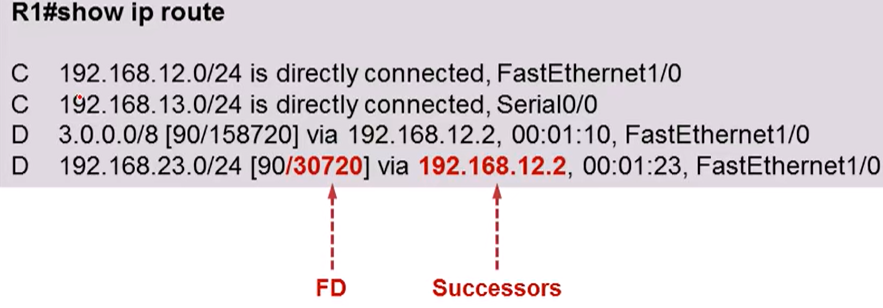 R1#show ip route
C 192.168.12.0/24 is directly connected, FastEthernet1/0
C 192.168.13.0/24 is directly connected, Serial0/0
D 3.0.0.0/8 [90/158720] via 192.168.12.2, 00:01:10, FastEthernet1/0
D 192.168.23.0/24 [90/30720] via 192.168.12.2, 00:01:23, FastEthernet1/0
FD Successors